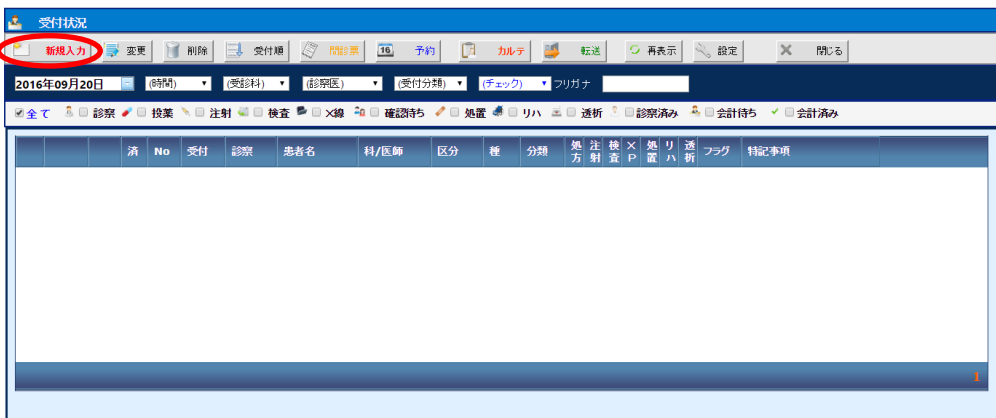 受付状況
新規入力 変更 削除 受付順 問診票 16 予約 カルテ 転送 再表示 設定 閉じる
2016年09月20日 (時間) (受診科) (診察医) (受付分類) (チェック) フリガナ
全て 診察 投薬 注射 検査 X線 確認待ち 処置 リハ 透析 診察済み 会計待ち 会計済み
済 No 受付 診察 患者名 科/医師 区分 種 分類 処方 注射 検査 XP 処置 リハ 透析 フラグ 特記事項
1